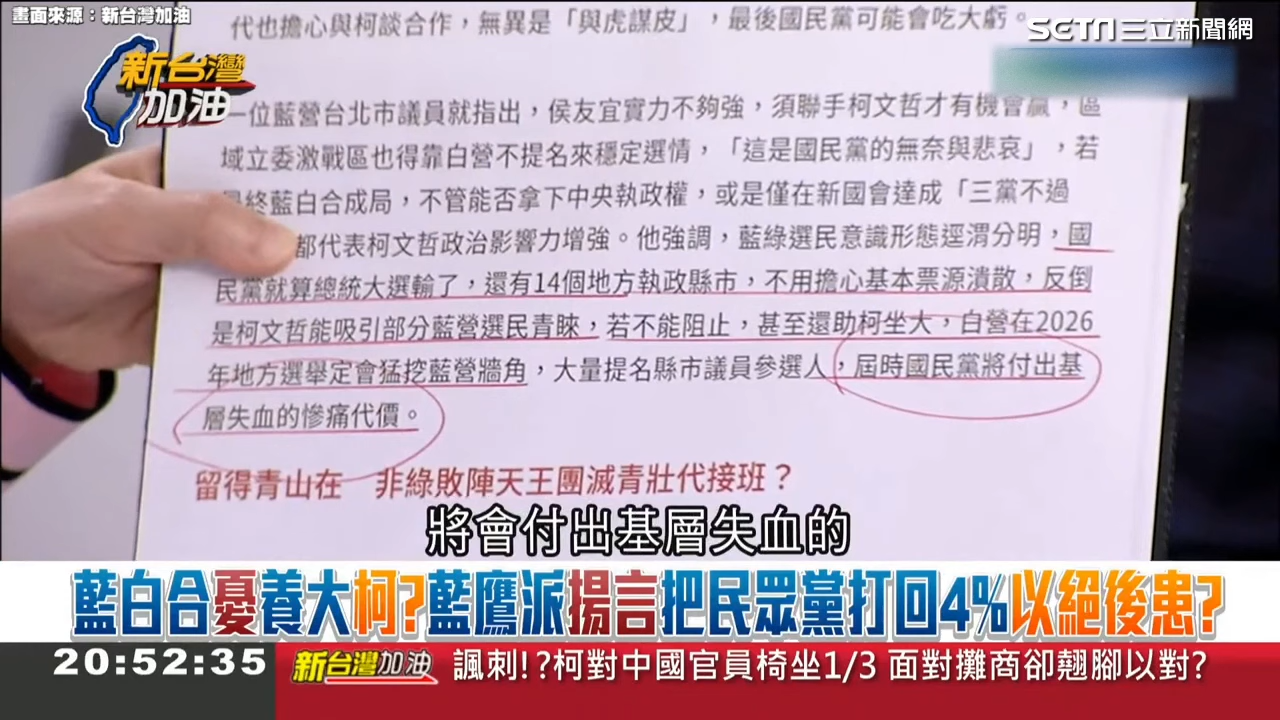 畫面來源：新台灣加油
SETN三立新聞網
新台灣
加油
代也擔心與柯談合作，無異是「與虎謀皮」，最後國民黨可能會吃大虧。
一位藍營台北市議員就指出，侯友宜實力不夠強，須聯手柯文哲才有機會贏，區
域立委激戰區也得靠白營不提名來穩定選情，「這是國民黨的無奈與悲哀」，若
終藍白合成局，不管能否拿下中央執政權，或是僅在新國會達成「三黨不過
都代表柯文哲政治影響力增強。他強調，藍綠選民意識形態逕渭分明，國
民黨就算總統大選輸了，還有14個地方執政縣市，不用擔心基本票源潰散，反倒
是柯文哲能吸引部分藍營選民青睞，若不能阻止，甚至還助柯坐大，白營在2026
年地方選舉定會猛挖藍營牆角，大量提名縣市議員參選人，屆時國民黨將付出基
層失血的慘痛代價。
留得青山在 非綠敗陣天王團滅青壯代接班？
將會付出基層失血的
藍白合憂養大柯?藍鷹派揚言把民眾黨打回4%以絕後患?
20:52:35
新台灣加油
諷刺!?柯對中國官員椅坐1/3 面對攤商卻翹腳以對?